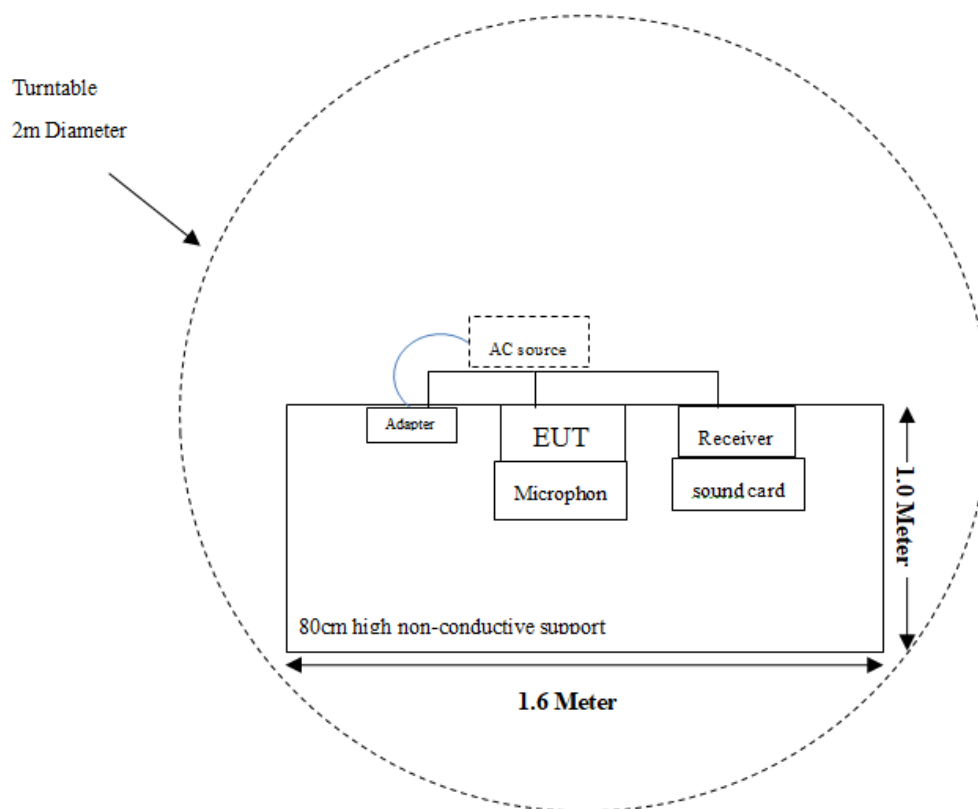 Turntable
2m Diameter
AC source
Adapter
EUT
Receiver
Microphon
sound card
1.0 Meter
80cm high non-conductive support
1.6 Meter